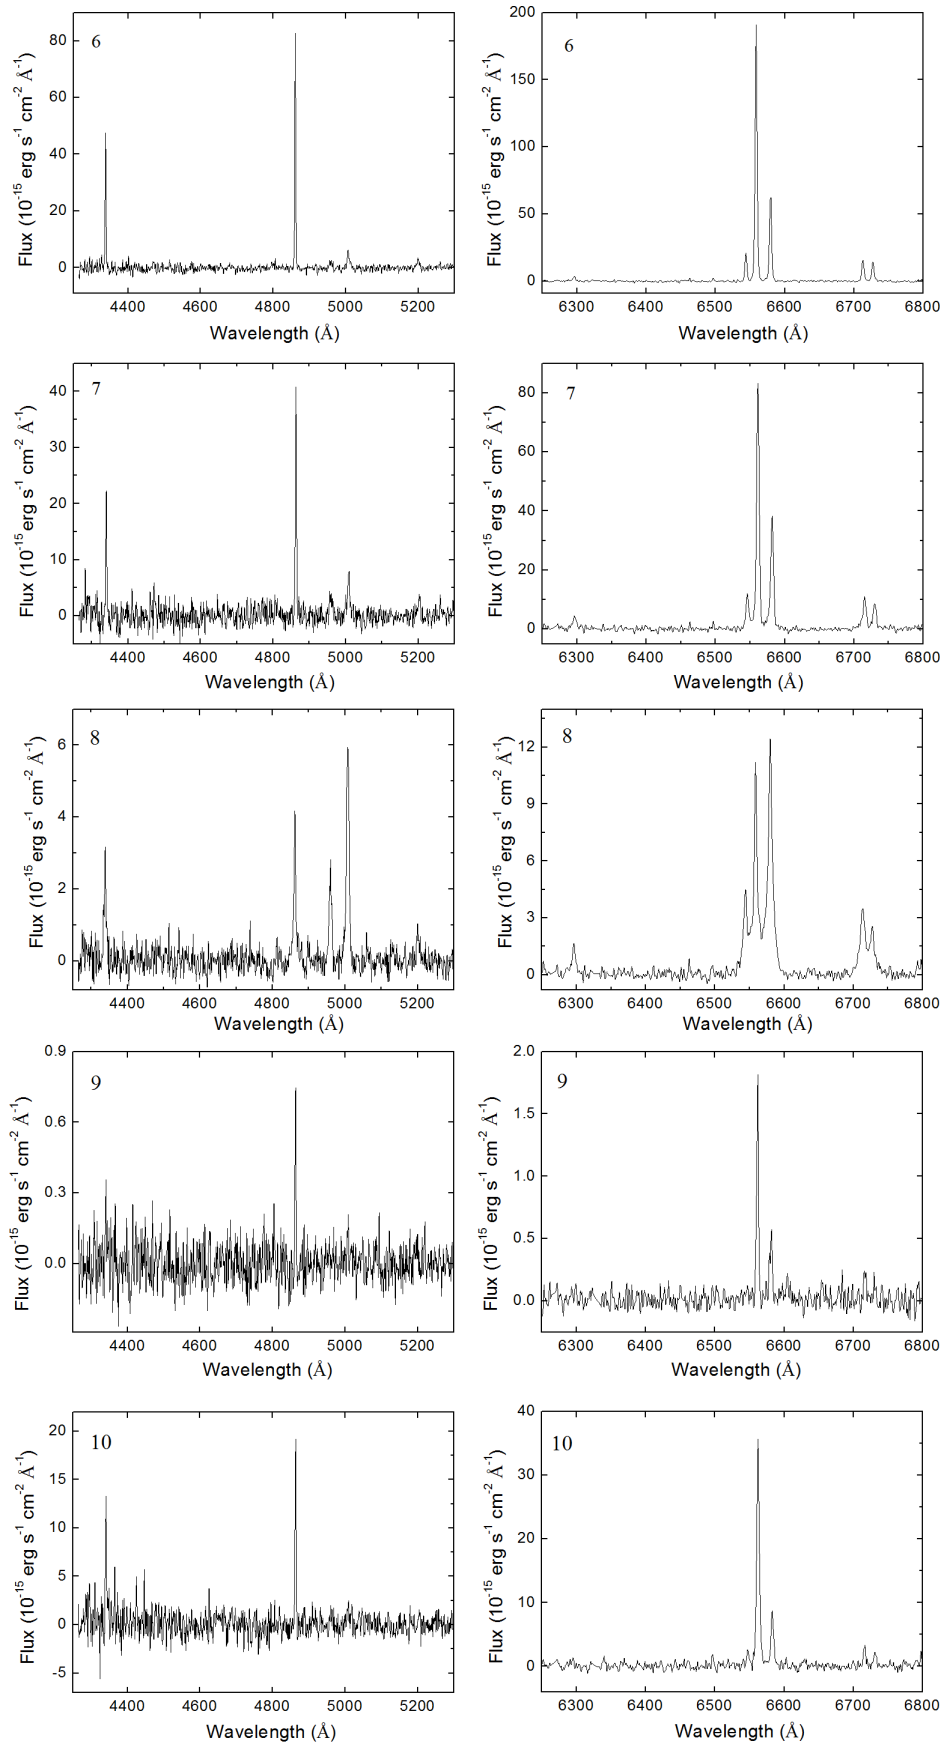 6
80
60
40
20
0
4400 4600 4800 5000 5200
Wavelength (Å)
Flux (10⁻¹⁵ erg s⁻¹ cm⁻² Å⁻¹)
6
200
150
100
50
0
6300 6400 6500 6600 6700 6800
Wavelength (Å)
Flux (10⁻¹⁵ erg s⁻¹ cm⁻² Å⁻¹)
7
40
30
20
10
0
4400 4600 4800 5000 5200
Wavelength (Å)
Flux (10⁻¹⁵ erg s⁻¹ cm⁻² Å⁻¹)
7
80
60
40
20
0
6300 6400 6500 6600 6700 6800
Wavelength (Å)
Flux (10⁻¹⁵ erg s⁻¹ cm⁻² Å⁻¹)
8
6
4
2
0
4400 4600 4800 5000 5200
Wavelength (Å)
Flux (10⁻¹⁵ erg s⁻¹ cm⁻² Å⁻¹)
8
12
9
6
3
0
6300 6400 6500 6600 6700 6800
Wavelength (Å)
Flux (10⁻¹⁵ erg s⁻¹ cm⁻² Å⁻¹)
9
0.9
0.6
0.3
0.0
4400 4600 4800 5000 5200
Wavelength (Å)
Flux (10⁻¹⁵ erg s⁻¹ cm⁻² Å⁻¹)
9
2.0
1.5
1.0
0.5
0.0
6300 6400 6500 6600 6700 6800
Wavelength (Å)
Flux (10⁻¹⁵ erg s⁻¹ cm⁻² Å⁻¹)
10
20
15
10
5
0
-5
4400 4600 4800 5000 5200
Wavelength (Å)
Flux (10⁻¹⁵ erg s⁻¹ cm⁻² Å⁻¹)
10
40
30
20
10
0
6300 6400 6500 6600 6700 6800
Wavelength (Å)
Flux (10⁻¹⁵ erg s⁻¹ cm⁻² Å⁻¹)